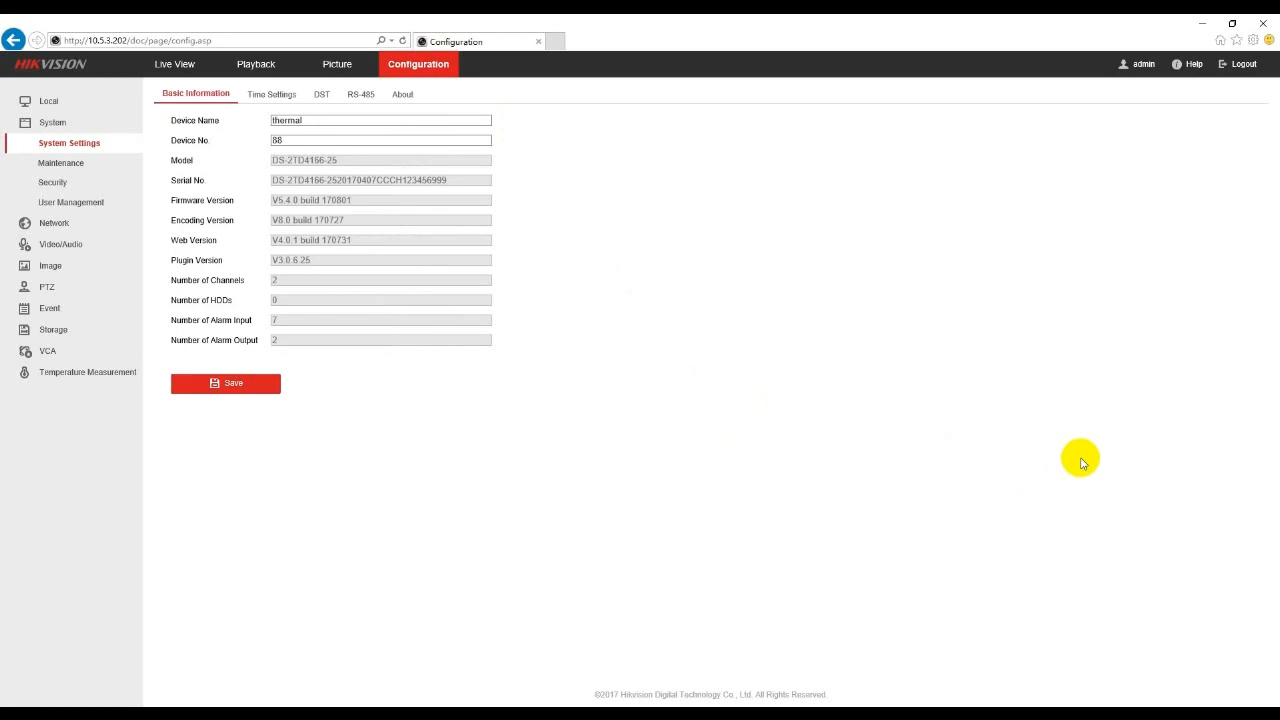 http://10.5.3.202/doc/page/config.asp
Configuration
HIKVISION
Live View Playback Picture Configuration admin Help Logout
Basic Information Time Settings DST RS-485 About
Local
System
System Settings
Maintenance
Security
User Management
Network
Video/Audio
Image
PTZ
Event
Storage
VCA
Temperature Measurement
Device Name thermal
Device No. 88
Model DS-2TD4166-25
Serial No. DS-2TD4166-2520170407CCCH123456999
Firmware Version V5.4.0 build 170801
Encoding Version V8.0 build 170727
Web Version V4.0.1 build 170731
Plugin Version V3.0.6.25
Number of Channels 2
Number of HDDs 0
Number of Alarm Input 7
Number of Alarm Output 2
Save
©2017 Hikvision Digital Technology Co., Ltd. All Rights Reserved.